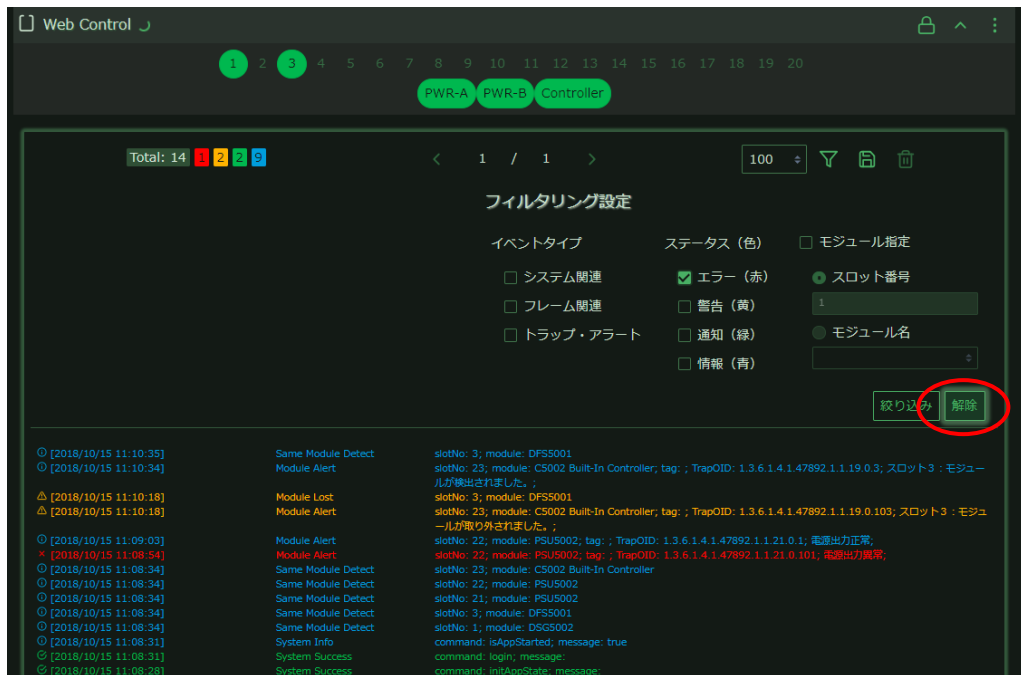 Web Control
1 2 3 4 5 6 7 8 9 10 11 12 13 14 15 16 17 18 19 20
PWR-A PWR-B Controller
Total: 14 1 2 2 9
< 1 / 1 >
100
フィルタリング設定
イベントタイプ ステータス（色） モジュール指定
システム関連 エラー（赤） スロット番号
フレーム関連 警告（黄） 1
トラップ・アラート 通知（緑） モジュール名
情報（青）
絞り込み 解除
[2018/10/15 11:10:35] Same Module Detect slotNo: 3; module: DFS5001
[2018/10/15 11:10:34] Module Alert slotNo: 23; module: C5002 Built-In Controller; tag: ; TrapOID: 1.3.6.1.4.1.47892.1.1.19.0.3; スロット３：モジュー
ルが検出されました。;
[2018/10/15 11:10:18] Module Lost slotNo: 3; module: DFS5001
[2018/10/15 11:10:18] Module Alert slotNo: 23; module: C5002 Built-In Controller; tag: ; TrapOID: 1.3.6.1.4.1.47892.1.1.19.0.103; スロット３：モジュ
ールが取り外されました。;
[2018/10/15 11:09:03] Module Alert slotNo: 22; module: PSU5002; tag: ; TrapOID: 1.3.6.1.4.1.47892.1.1.21.0.1; 電源出力正常;
[2018/10/15 11:08:54] Module Alert slotNo: 22; module: PSU5002; tag: ; TrapOID: 1.3.6.1.4.1.47892.1.1.21.0.101; 電源出力異常;
[2018/10/15 11:08:34] Same Module Detect slotNo: 23; module: C5002 Built-In Controller
[2018/10/15 11:08:34] Same Module Detect slotNo: 22; module: PSU5002
[2018/10/15 11:08:34] Same Module Detect slotNo: 21; module: PSU5002
[2018/10/15 11:08:34] Same Module Detect slotNo: 3; module: DFS5001
[2018/10/15 11:08:34] Same Module Detect slotNo: 1; module: DSG5002
[2018/10/15 11:08:31] System Info command: isAppStarted; message: true
[2018/10/15 11:08:31] System Success command: login; message:
[2018/10/15 11:08:28] System Success command: initAppState; message: